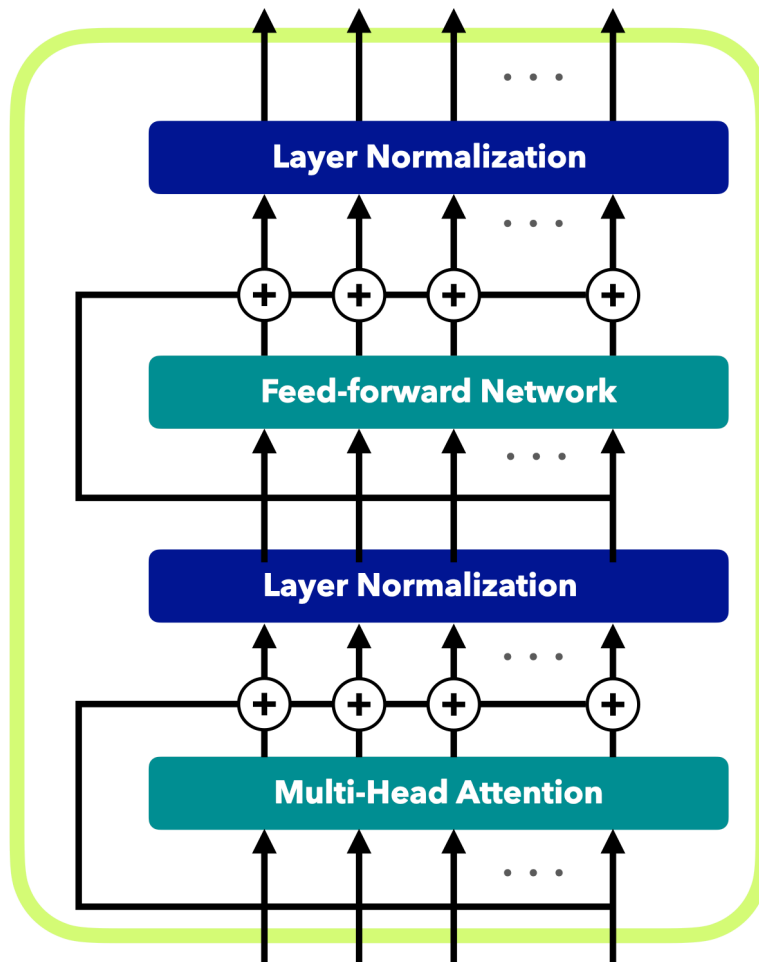 . . .
Layer Normalization
. . .
+ + + +
Feed-forward Network
. . .
Layer Normalization
. . .
+ + + +
Multi-Head Attention
. . .